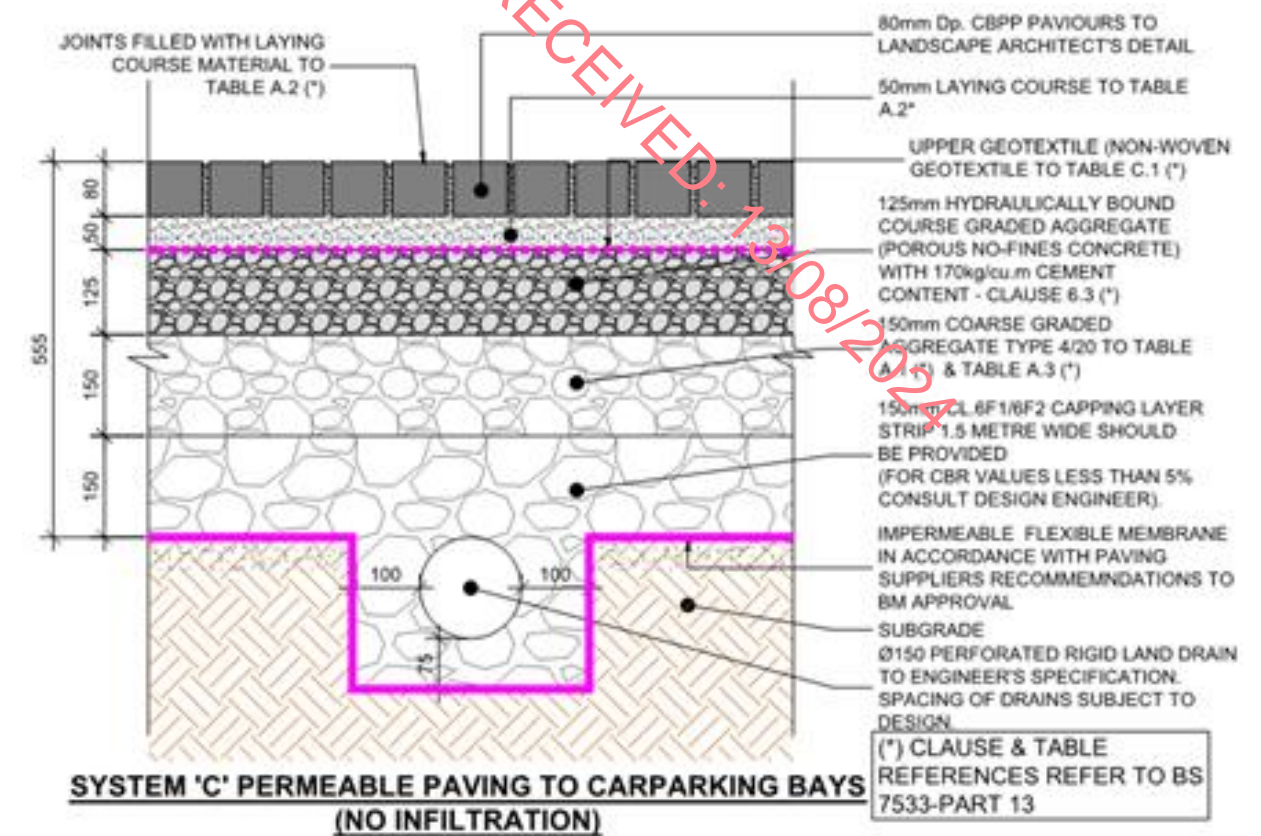 RECEIVED: 13/08/2024
JOINTS FILLED WITH LAYING
COURSE MATERIAL TO
TABLE A.2 (*)
80mm Dp. CBPP PAVIOURS TO
LANDSCAPE ARCHITECT'S DETAIL
50mm LAYING COURSE TO TABLE
A.2*
UPPER GEOTEXTILE (NON-WOVEN
GEOTEXTILE TO TABLE C.1 (*)
125mm HYDRAULICALLY BOUND
COURSE GRADED AGGREGATE
(POROUS NO-FINES CONCRETE)
WITH 170kg/cu.m CEMENT
CONTENT - CLAUSE 6.3 (*)
150mm COARSE GRADED
AGGREGATE TYPE 4/20 TO TABLE
A.1 (*) & TABLE A.3 (*)
150mm CL.6F1/6F2 CAPPING LAYER
STRIP 1.5 METRE WIDE SHOULD
BE PROVIDED
(FOR CBR VALUES LESS THAN 5%
CONSULT DESIGN ENGINEER).
IMPERMEABLE FLEXIBLE MEMBRANE
IN ACCORDANCE WITH PAVING
SUPPLIERS RECOMMEMNDATIONS TO
BM APPROVAL
SUBGRADE
Ø150 PERFORATED RIGID LAND DRAIN
TO ENGINEER'S SPECIFICATION.
SPACING OF DRAINS SUBJECT TO
DESIGN.
(*) CLAUSE & TABLE
REFERENCES REFER TO BS
7533-PART 13
555
80
50
125
150
150
100
100
75
SYSTEM 'C' PERMEABLE PAVING TO CARPARKING BAYS
(NO INFILTRATION)